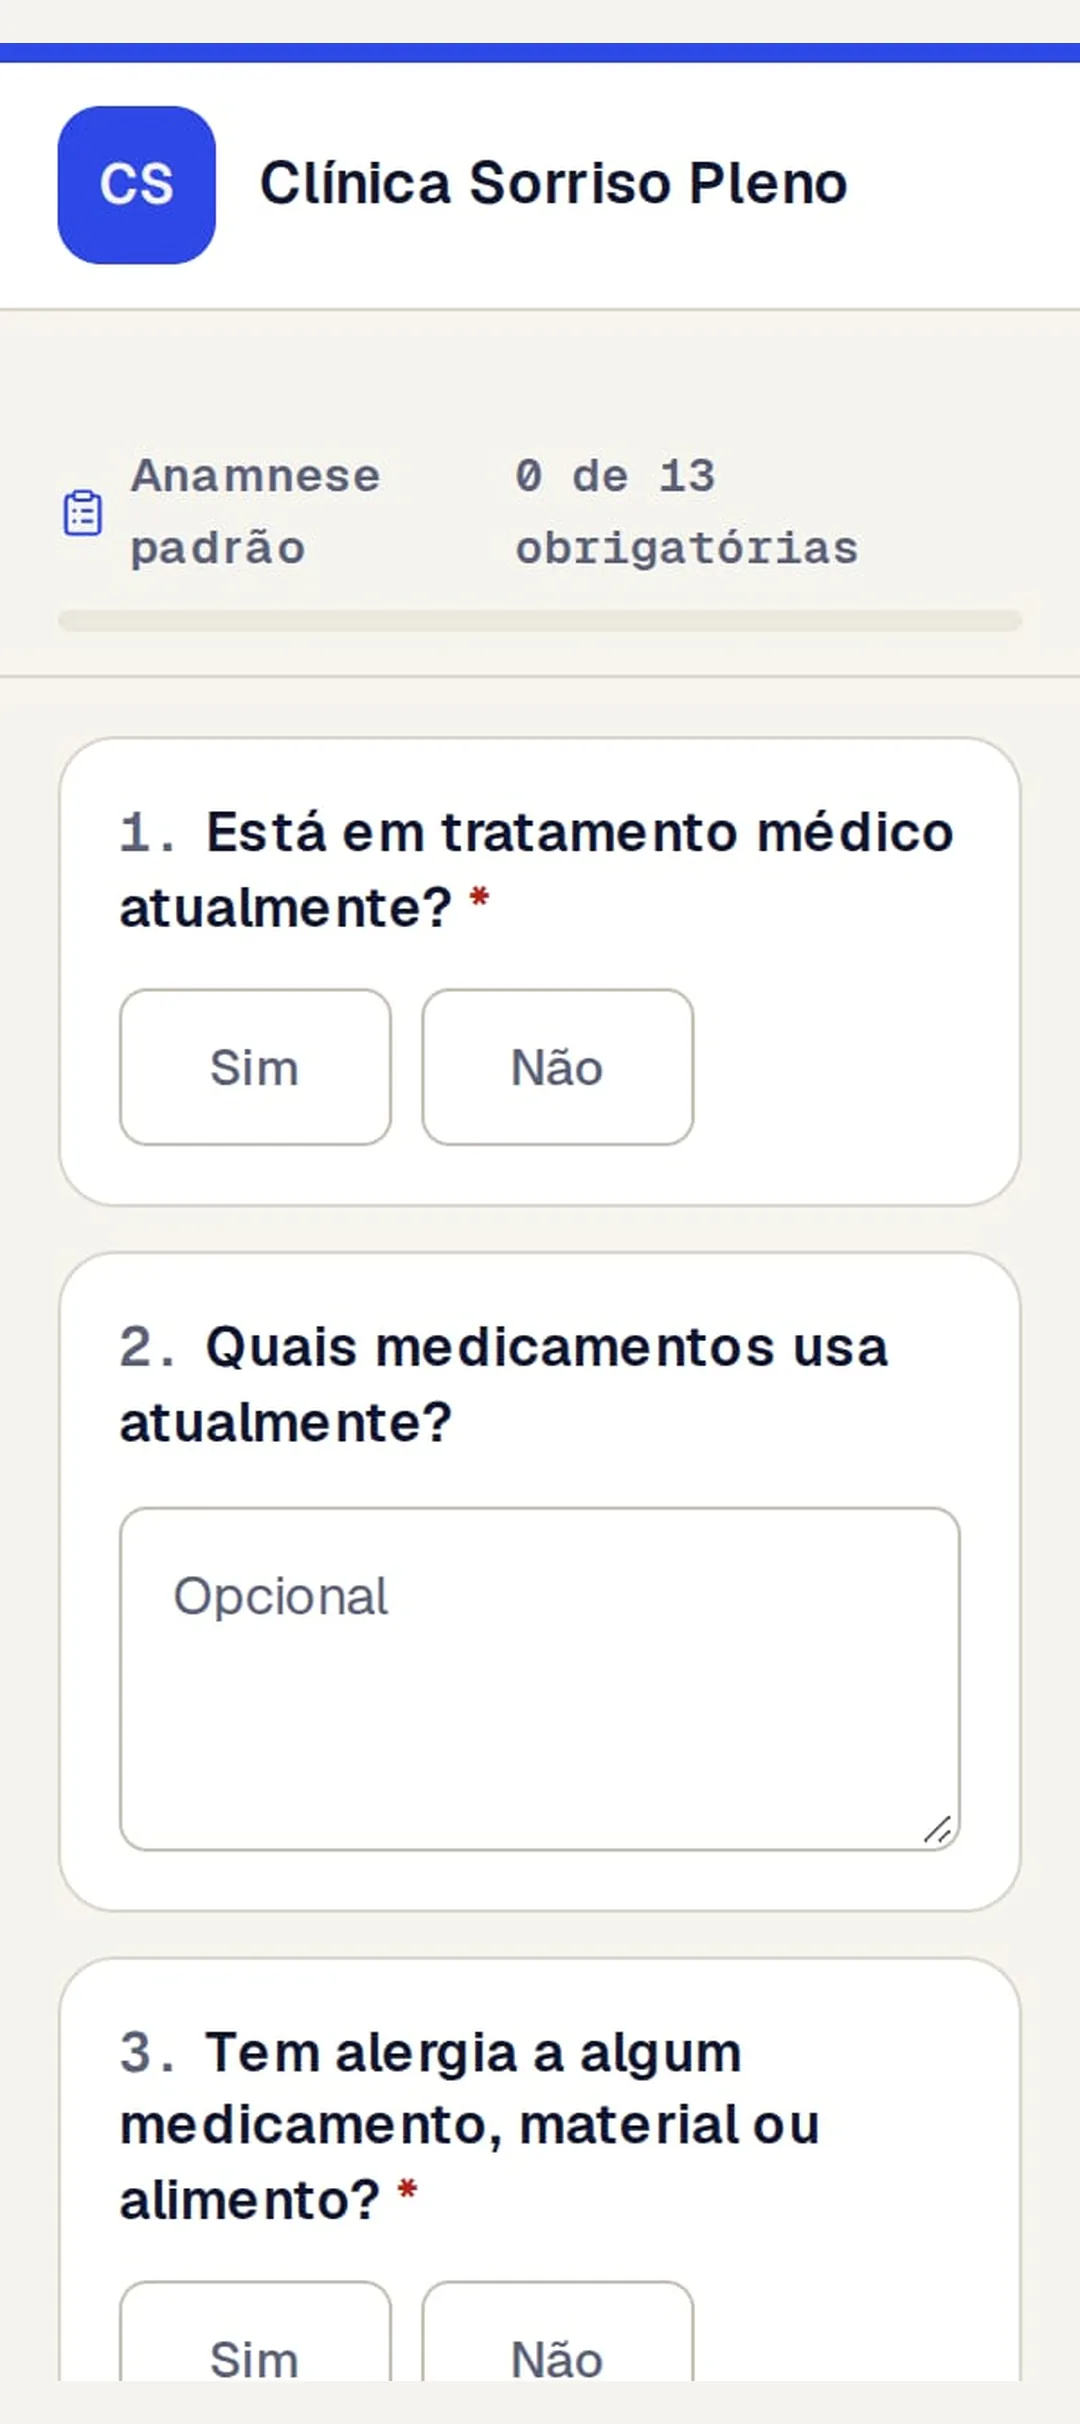 CS
Clínica Sorriso Pleno
Anamnese
padrão
0 de 13
obrigatórias
1. Está em tratamento médico
atualmente? *
Sim
Não
2. Quais medicamentos usa
atualmente?
Opcional
3. Tem alergia a algum
medicamento, material ou
alimento? *
Sim
Não